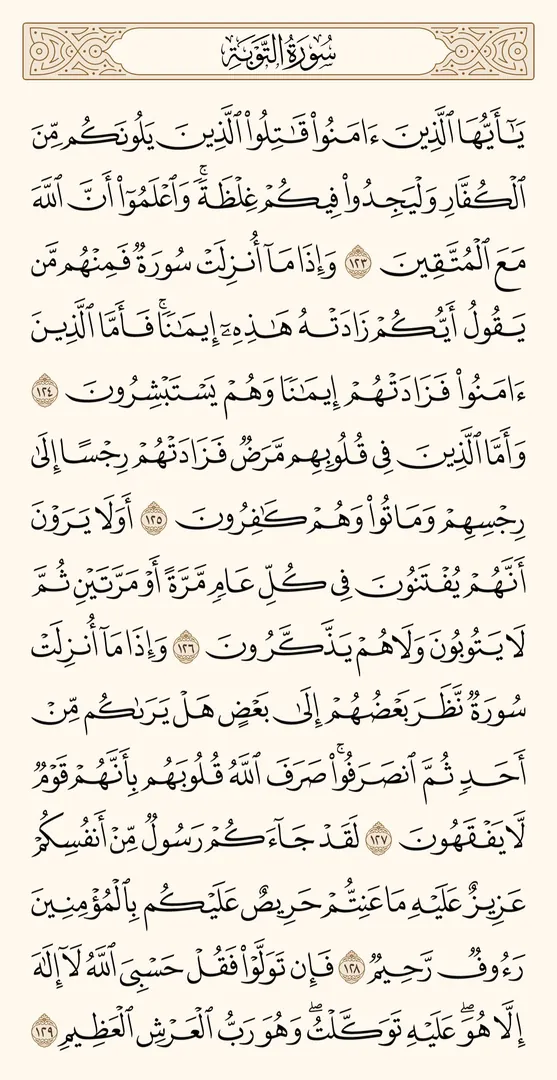 سُورَةُ التَّوۡبَةِ
يَـٰٓأَيُّهَا ٱلَّذِينَ ءَامَنُواْ قَـٰتِلُواْ ٱلَّذِينَ يَلُونَكُم مِّنَ
ٱلۡكُفَّارِ وَلۡيَجِدُواْ فِيكُمۡ غِلۡظَةٗۚ وَٱعۡلَمُوٓاْ أَنَّ ٱللَّهَ
مَعَ ٱلۡمُتَّقِينَ ١٢٣ وَإِذَا مَآ أُنزِلَتۡ سُورَةٞ فَمِنۡهُم مَّن
يَقُولُ أَيُّكُمۡ زَادَتۡهُ هَـٰذِهِۦٓ إِيمَـٰنٗاۚ فَأَمَّا ٱلَّذِينَ
ءَامَنُواْ فَزَادَتۡهُمۡ إِيمَـٰنٗا وَهُمۡ يَسۡتَبۡشِرُونَ ١٢٤
وَأَمَّا ٱلَّذِينَ فِي قُلُوبِهِم مَّرَضٞ فَزَادَتۡهُمۡ رِجۡسًا إِلَىٰ
رِجۡسِهِمۡ وَمَاتُواْ وَهُمۡ كَـٰفِرُونَ ١٢٥ أَوَلَا يَرَوۡنَ
أَنَّهُمۡ يُفۡتَنُونَ فِي كُلِّ عَامٖ مَّرَّةً أَوۡ مَرَّتَيۡنِ ثُمَّ
لَا يَتُوبُونَ وَلَا هُمۡ يَذَّكَّرُونَ ١٢٦ وَإِذَا مَآ أُنزِلَتۡ
سُورَةٞ نَّظَرَ بَعۡضُهُمۡ إِلَىٰ بَعۡضٍ هَلۡ يَرَىٰكُم مِّنۡ
أَحَدٖ ثُمَّ ٱنصَرَفُواْۚ صَرَفَ ٱللَّهُ قُلُوبَهُم بِأَنَّهُمۡ قَوۡمٞ
لَّا يَفۡقَهُونَ ١٢٧ لَقَدۡ جَآءَكُمۡ رَسُولٞ مِّنۡ أَنفُسِكُمۡ
عَزِيزٌ عَلَيۡهِ مَا عَنِتُّمۡ حَرِيصٌ عَلَيۡكُم بِٱلۡمُؤۡمِنِينَ
رَءُوفٞ رَّحِيمٞ ١٢٨ فَإِن تَوَلَّوۡاْ فَقُلۡ حَسۡبِيَ ٱللَّهُ لَآ إِلَـٰهَ
إِلَّا هُوَۖ عَلَيۡهِ تَوَكَّلۡتُۖ وَهُوَ رَبُّ ٱلۡعَرۡشِ ٱلۡعَظِيمِ ١٢٩